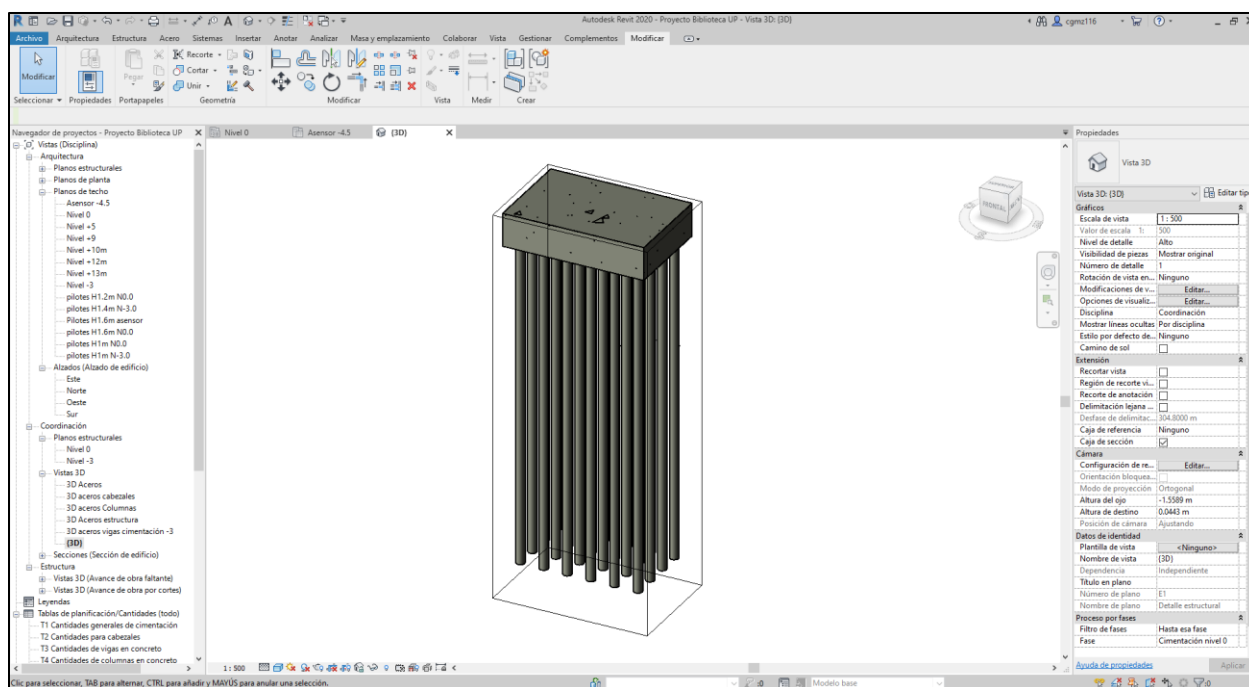 Autodesk Revit 2020 - Proyecto Biblioteca UP - Vista 3D: {3D}
cgmz116
Archivo Arquitectura Estructura Acero Sistemas Insertar Anotar Analizar Masa y emplazamiento Colaborar Vista Gestionar Complementos Modificar
Modificar
Pegar
Recorte
Cortar
Unir
Seleccionar Propiedades Portapapeles Geometría Modificar Vista Medir Crear
Navegador de proyectos - Proyecto Biblioteca UP
Vistas (Disciplina)
Arquitectura
Planos estructurales
Planos de planta
Planos de techo
Asensor -4.5
Nivel 0
Nivel +5
Nivel +9
Nivel +10m
Nivel +12m
Nivel +13m
Nivel -3
pilotes H1.2m N0.0
pilotes H1.4m N-3.0
Pilotes H1.6m asensor
pilotes H1.6m N0.0
pilotes H1m N0.0
pilotes H1m N-3.0
Alzados (Alzado de edificio)
Este
Norte
Oeste
Sur
Coordinación
Planos estructurales
Nivel 0
Nivel -3
Vistas 3D
3D Aceros
3D aceros cabezales
3D aceros Columnas
3D Aceros estructura
3D aceros vigas cimentación -3
{3D}
Secciones (Sección de edificio)
Estructura
Vistas 3D (Avance de obra faltante)
Vistas 3D (Avance de obra por cortes)
Leyendas
Tablas de planificación/Cantidades (todo)
T1 Cantidades generales de cimentación
T2 Cantidades para cabezales
T3 Cantidades de vigas en concreto
T4 Cantidades de columnas en concreto
Nivel 0 Asensor -4.5 {3D}
FRONTAL
Propiedades
Vista 3D
Vista 3D: {3D} Editar tipo
Gráficos
Escala de vista 1 : 500
Valor de escala 1: 500
Nivel de detalle Alto
Visibilidad de piezas Mostrar original
Número de detalle 1
Rotación de vista en... Ninguno
Modificaciones de v... Editar...
Opciones de visualiz... Editar...
Disciplina Coordinación
Mostrar líneas ocultas Por disciplina
Estilo por defecto de... Ninguno
Camino de sol
Extensión
Recortar vista
Región de recorte vi...
Recorte de anotación
Delimitación lejana ...
Desfase de delimitac... 304.8000 m
Caja de referencia Ninguno
Caja de sección
Cámara
Configuración de re... Editar...
Orientación bloquea...
Modo de proyección Ortogonal
Altura del ojo -1.5589 m
Altura de destino 0.0443 m
Posición de cámara Ajustando
Datos de identidad
Plantilla de vista <Ninguno>
Nombre de vista {3D}
Dependencia Independiente
Título en plano
Número de plano E1
Nombre de plano Detalle estructural
Proceso por fases
Filtro de fases Hasta esa fase
Fase Cimentación nivel 0
Ayuda de propiedades Aplicar
1 : 500
Clic para seleccionar, TAB para alternar, CTRL para añadir y MAYÚS para anular una selección.
:0 Modelo base
:0